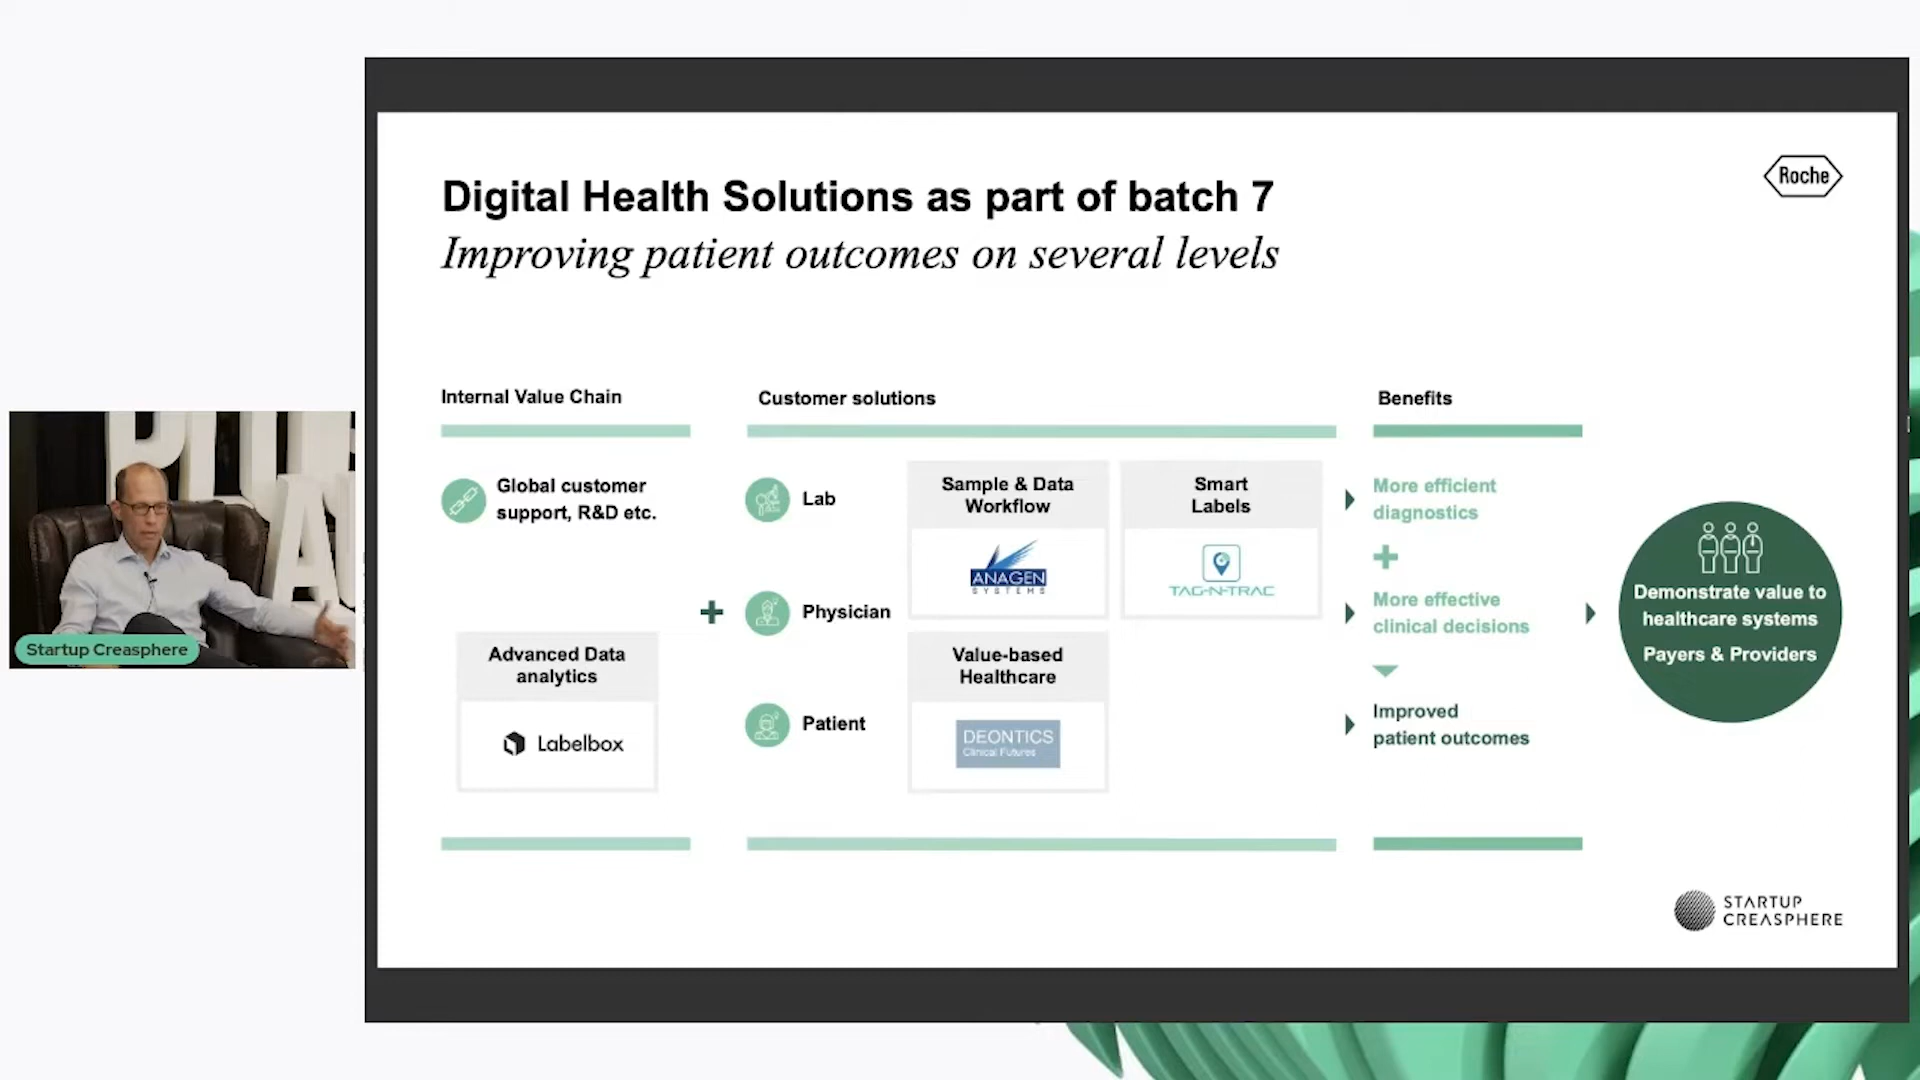 Roche
Digital Health Solutions as part of batch 7
Improving patient outcomes on several levels
Internal Value Chain
Customer solutions
Benefits
Global customer
support, R&D etc.
Advanced Data
analytics
Labelbox
+
Lab
Physician
Patient
Sample & Data
Workflow
ANAGEN
SYSTEMS
Smart
Labels
TAG-N-TRAC
Value-based
Healthcare
DEONTICS
Clinical Futures
More efficient
diagnostics
+
More effective
clinical decisions
Improved
patient outcomes
Demonstrate value to
healthcare systems
Payers & Providers
Startup Creasphere
STARTUP
CREASPHERE